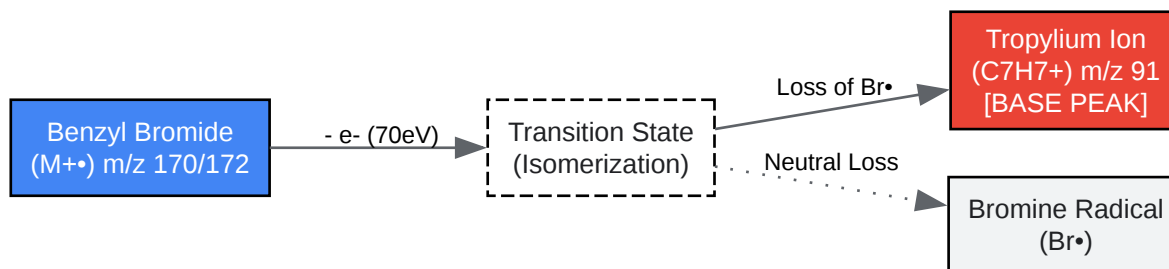 Benzyl Bromide
(M+•) m/z 170/172
- e- (70eV)
Transition State
(Isomerization)
Loss of Br•
Neutral Loss
Tropylium Ion
(C7H7+) m/z 91
[BASE PEAK]
Bromine Radical
(Br•)